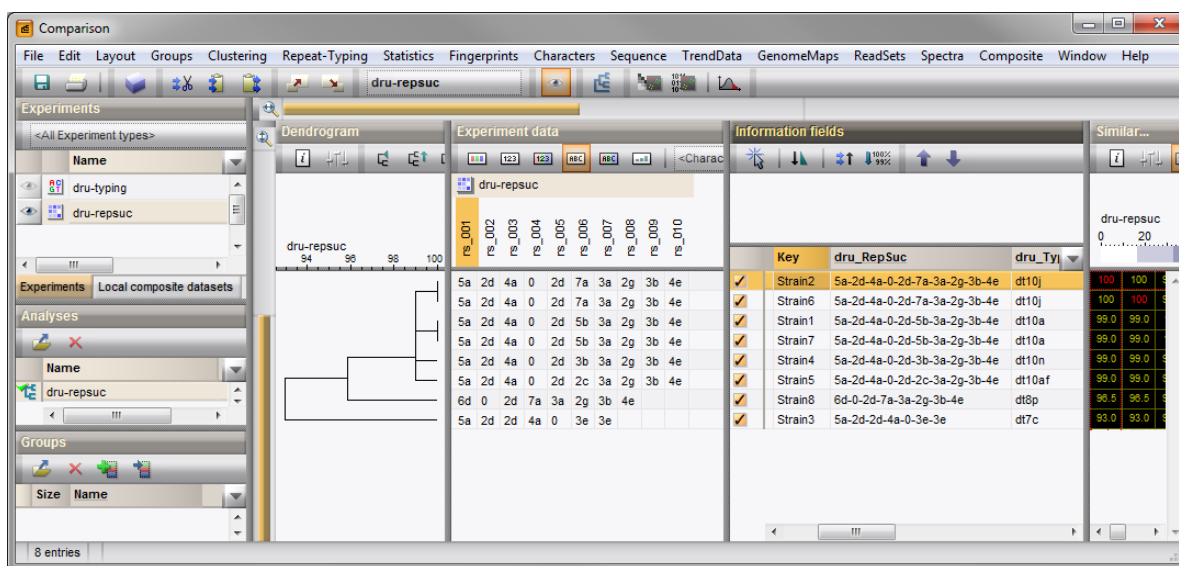 Comparison
File Edit Layout Groups Clustering Repeat-Typing Statistics Fingerprints Characters Sequence TrendData GenomeMaps ReadSets Spectra Composite Window Help
dru-repsuc
Experiments
<All Experiment types>
Name
dru-typing
dru-repsuc
Experiments Local composite datasets
Analyses
Name
dru-repsuc
Groups
Size Name
8 entries
Dendrogram
dru-repsuc
94 96 98 100
Experiment data
<Charac
dru-repsuc
rs_001 rs_002 rs_003 rs_004 rs_005 rs_006 rs_007 rs_008 rs_009 rs_010
5a 2d 4a 0 2d 7a 3a 2g 3b 4e
5a 2d 4a 0 2d 7a 3a 2g 3b 4e
5a 2d 4a 0 2d 5b 3a 2g 3b 4e
5a 2d 4a 0 2d 5b 3a 2g 3b 4e
5a 2d 4a 0 2d 3b 3a 2g 3b 4e
5a 2d 4a 0 2d 2c 3a 2g 3b 4e
6d 0 2d 7a 3a 2g 3b 4e
5a 2d 2d 4a 0 3e 3e
Information fields
Key dru_RepSuc dru_Ty
Strain2 5a-2d-4a-0-2d-7a-3a-2g-3b-4e dt10j
Strain6 5a-2d-4a-0-2d-7a-3a-2g-3b-4e dt10j
Strain1 5a-2d-4a-0-2d-5b-3a-2g-3b-4e dt10a
Strain7 5a-2d-4a-0-2d-5b-3a-2g-3b-4e dt10a
Strain4 5a-2d-4a-0-2d-3b-3a-2g-3b-4e dt10n
Strain5 5a-2d-4a-0-2d-2c-3a-2g-3b-4e dt10af
Strain8 6d-0-2d-7a-3a-2g-3b-4e dt8p
Strain3 5a-2d-2d-4a-0-3e-3e dt7c
Similar...
dru-repsuc
0 20
100 100
100 100
99.0 99.0
99.0 99.0
99.0 99.0
99.0 99.0
96.5 96.5
93.0 93.0